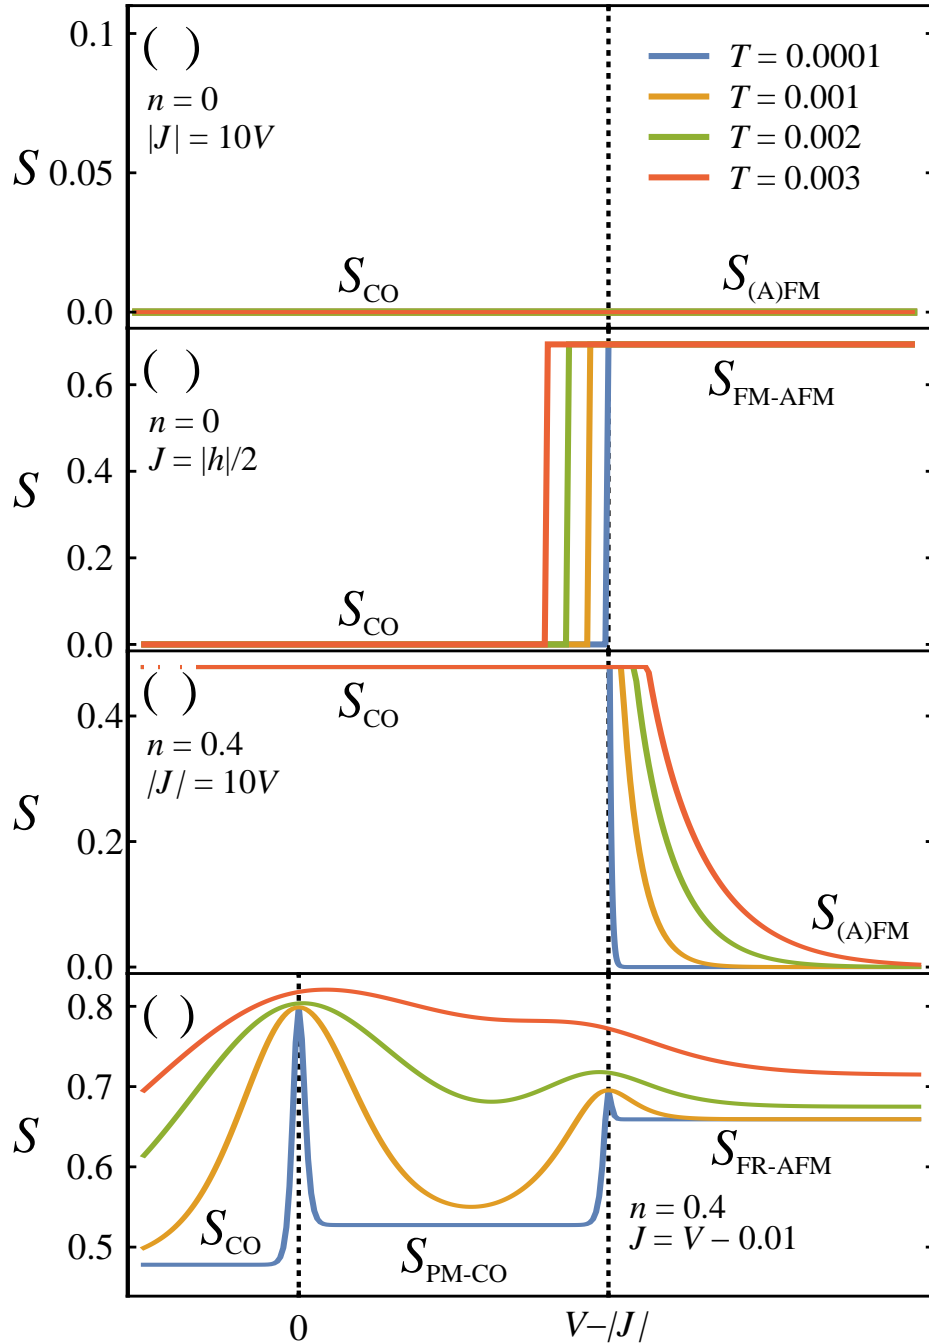 0.1
( )
n = 0
|J| = 10V
T = 0.0001
T = 0.001
T = 0.002
T = 0.003
S 0.05
S_CO
S_(A)FM
0.0
( )
n = 0
J = |h|/2
0.6
S_FM-AFM
S
0.4
0.2
S_CO
0.0
( )
n = 0.4
|J| = 10V
S_CO
0.4
S
0.2
S_(A)FM
0.0
( )
0.8
0.7
S
S_FR-AFM
0.6
n = 0.4
J = V − 0.01
S_CO
S_PM-CO
0.5
0
V−|J|